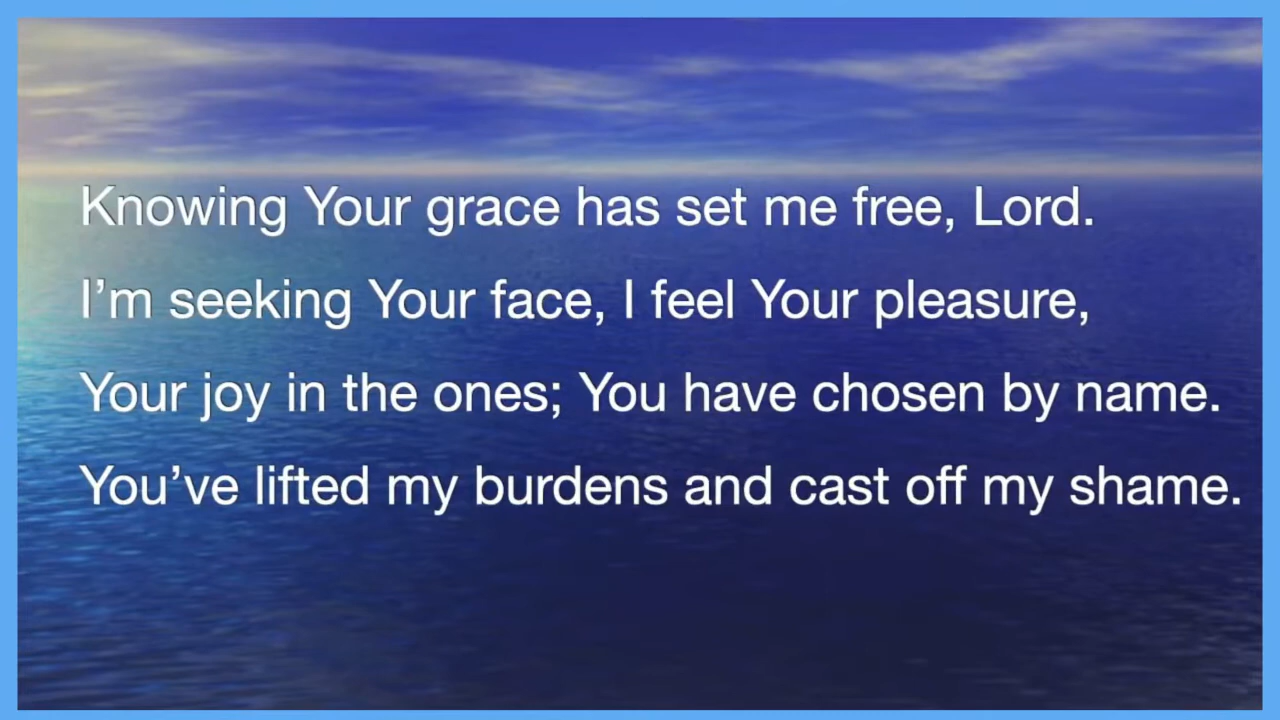 Knowing Your grace has set me free, Lord.
I’m seeking Your face, I feel Your pleasure,
Your joy in the ones; You have chosen by name.
You’ve lifted my burdens and cast off my shame.